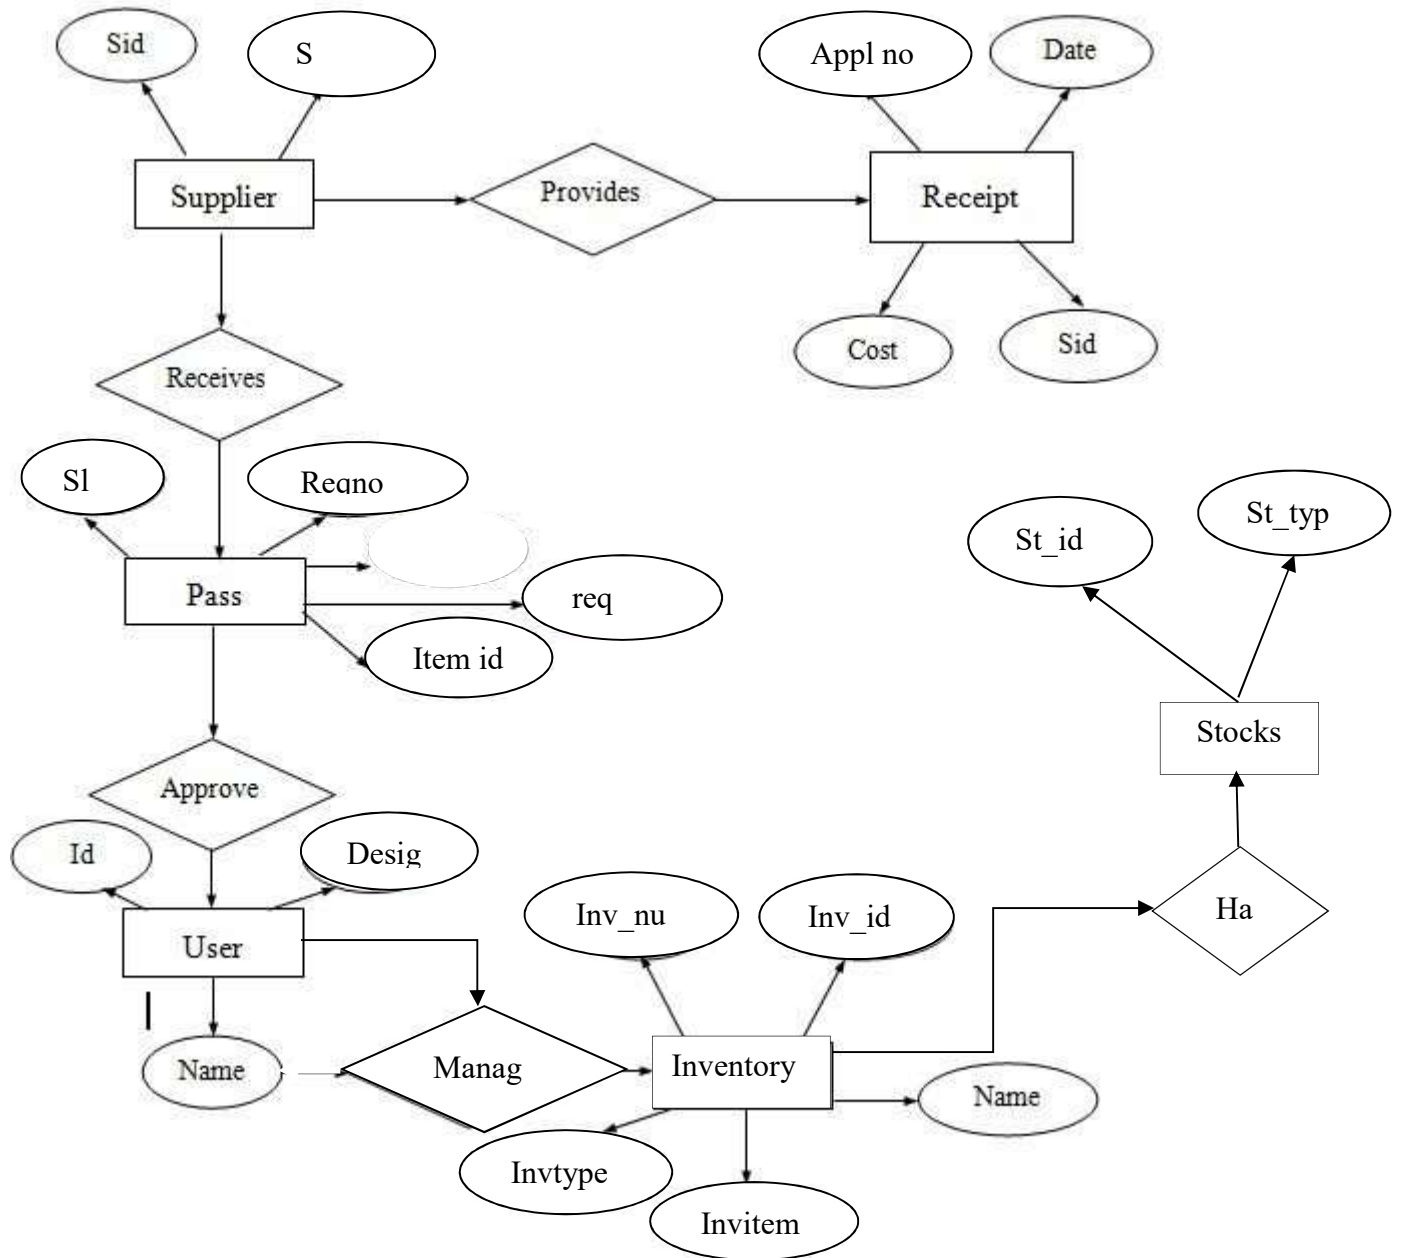 Sid
S
Appl no
Date
Supplier
Provides
Receipt
Cost
Sid
Receives
Sl
Reqno
St_id
St_typ
Pass
req
Item id
Stocks
Approve
Id
Desig
Inv_nu
Inv_id
Ha
User
Name
Manag
Inventory
Name
Invtype
Invitem